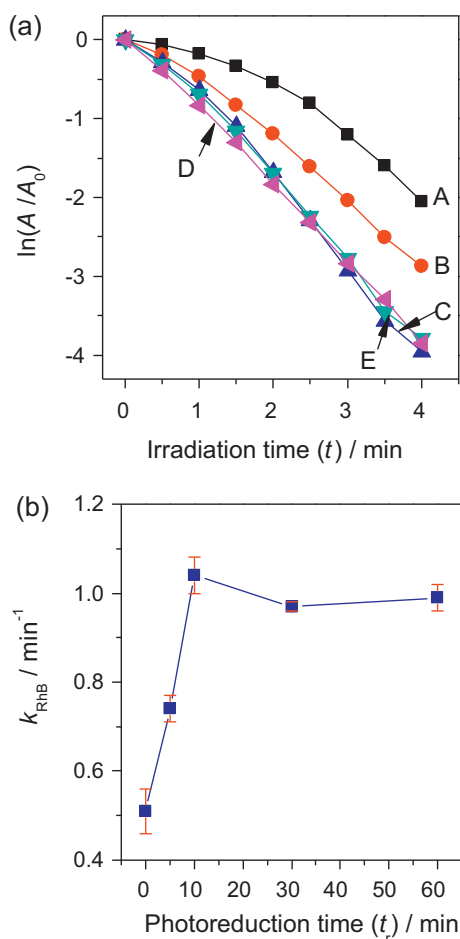 (a)
0
-1
-2
-3
-4
ln(A /A0)
A
B
C
D
E
0 1 2 3 4
Irradiation time (t) / min
(b)
1.2
1.0
0.8
0.6
0.4
kRhB / min-1
0 10 20 30 40 50 60
Photoreduction time (tr) / min